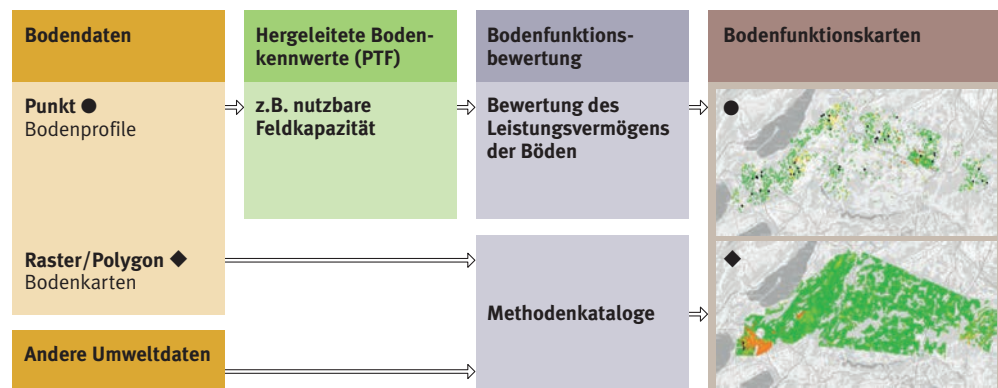 Bodendaten
Hergeleitete Boden-
kennwerte (PTF)
Bodenfunktions-
bewertung
Bodenfunktionskarten
Punkt ●
Bodenprofile
z.B. nutzbare
Feldkapazität
Bewertung des
Leistungsvermögens
der Böden
Raster/Polygon ◆
Bodenkarten
Methodenkataloge
Andere Umweltdaten